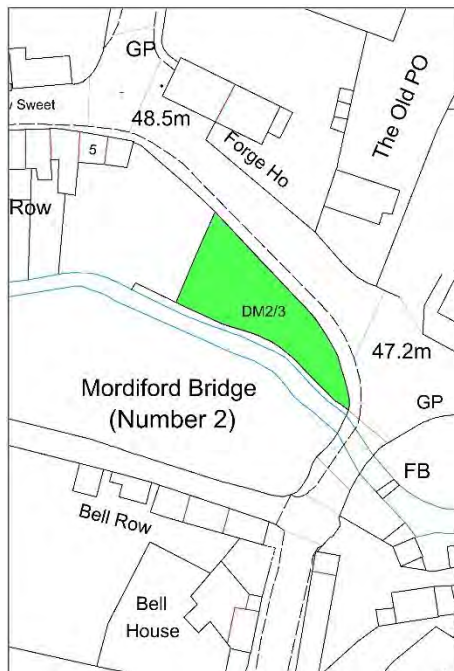 GP
48.5m
Sweet
5
Row
Forge Ho
The Old PO
DM2/3
47.2m
Mordiford Bridge
(Number 2)
GP
FB
Bell Row
Bell
House